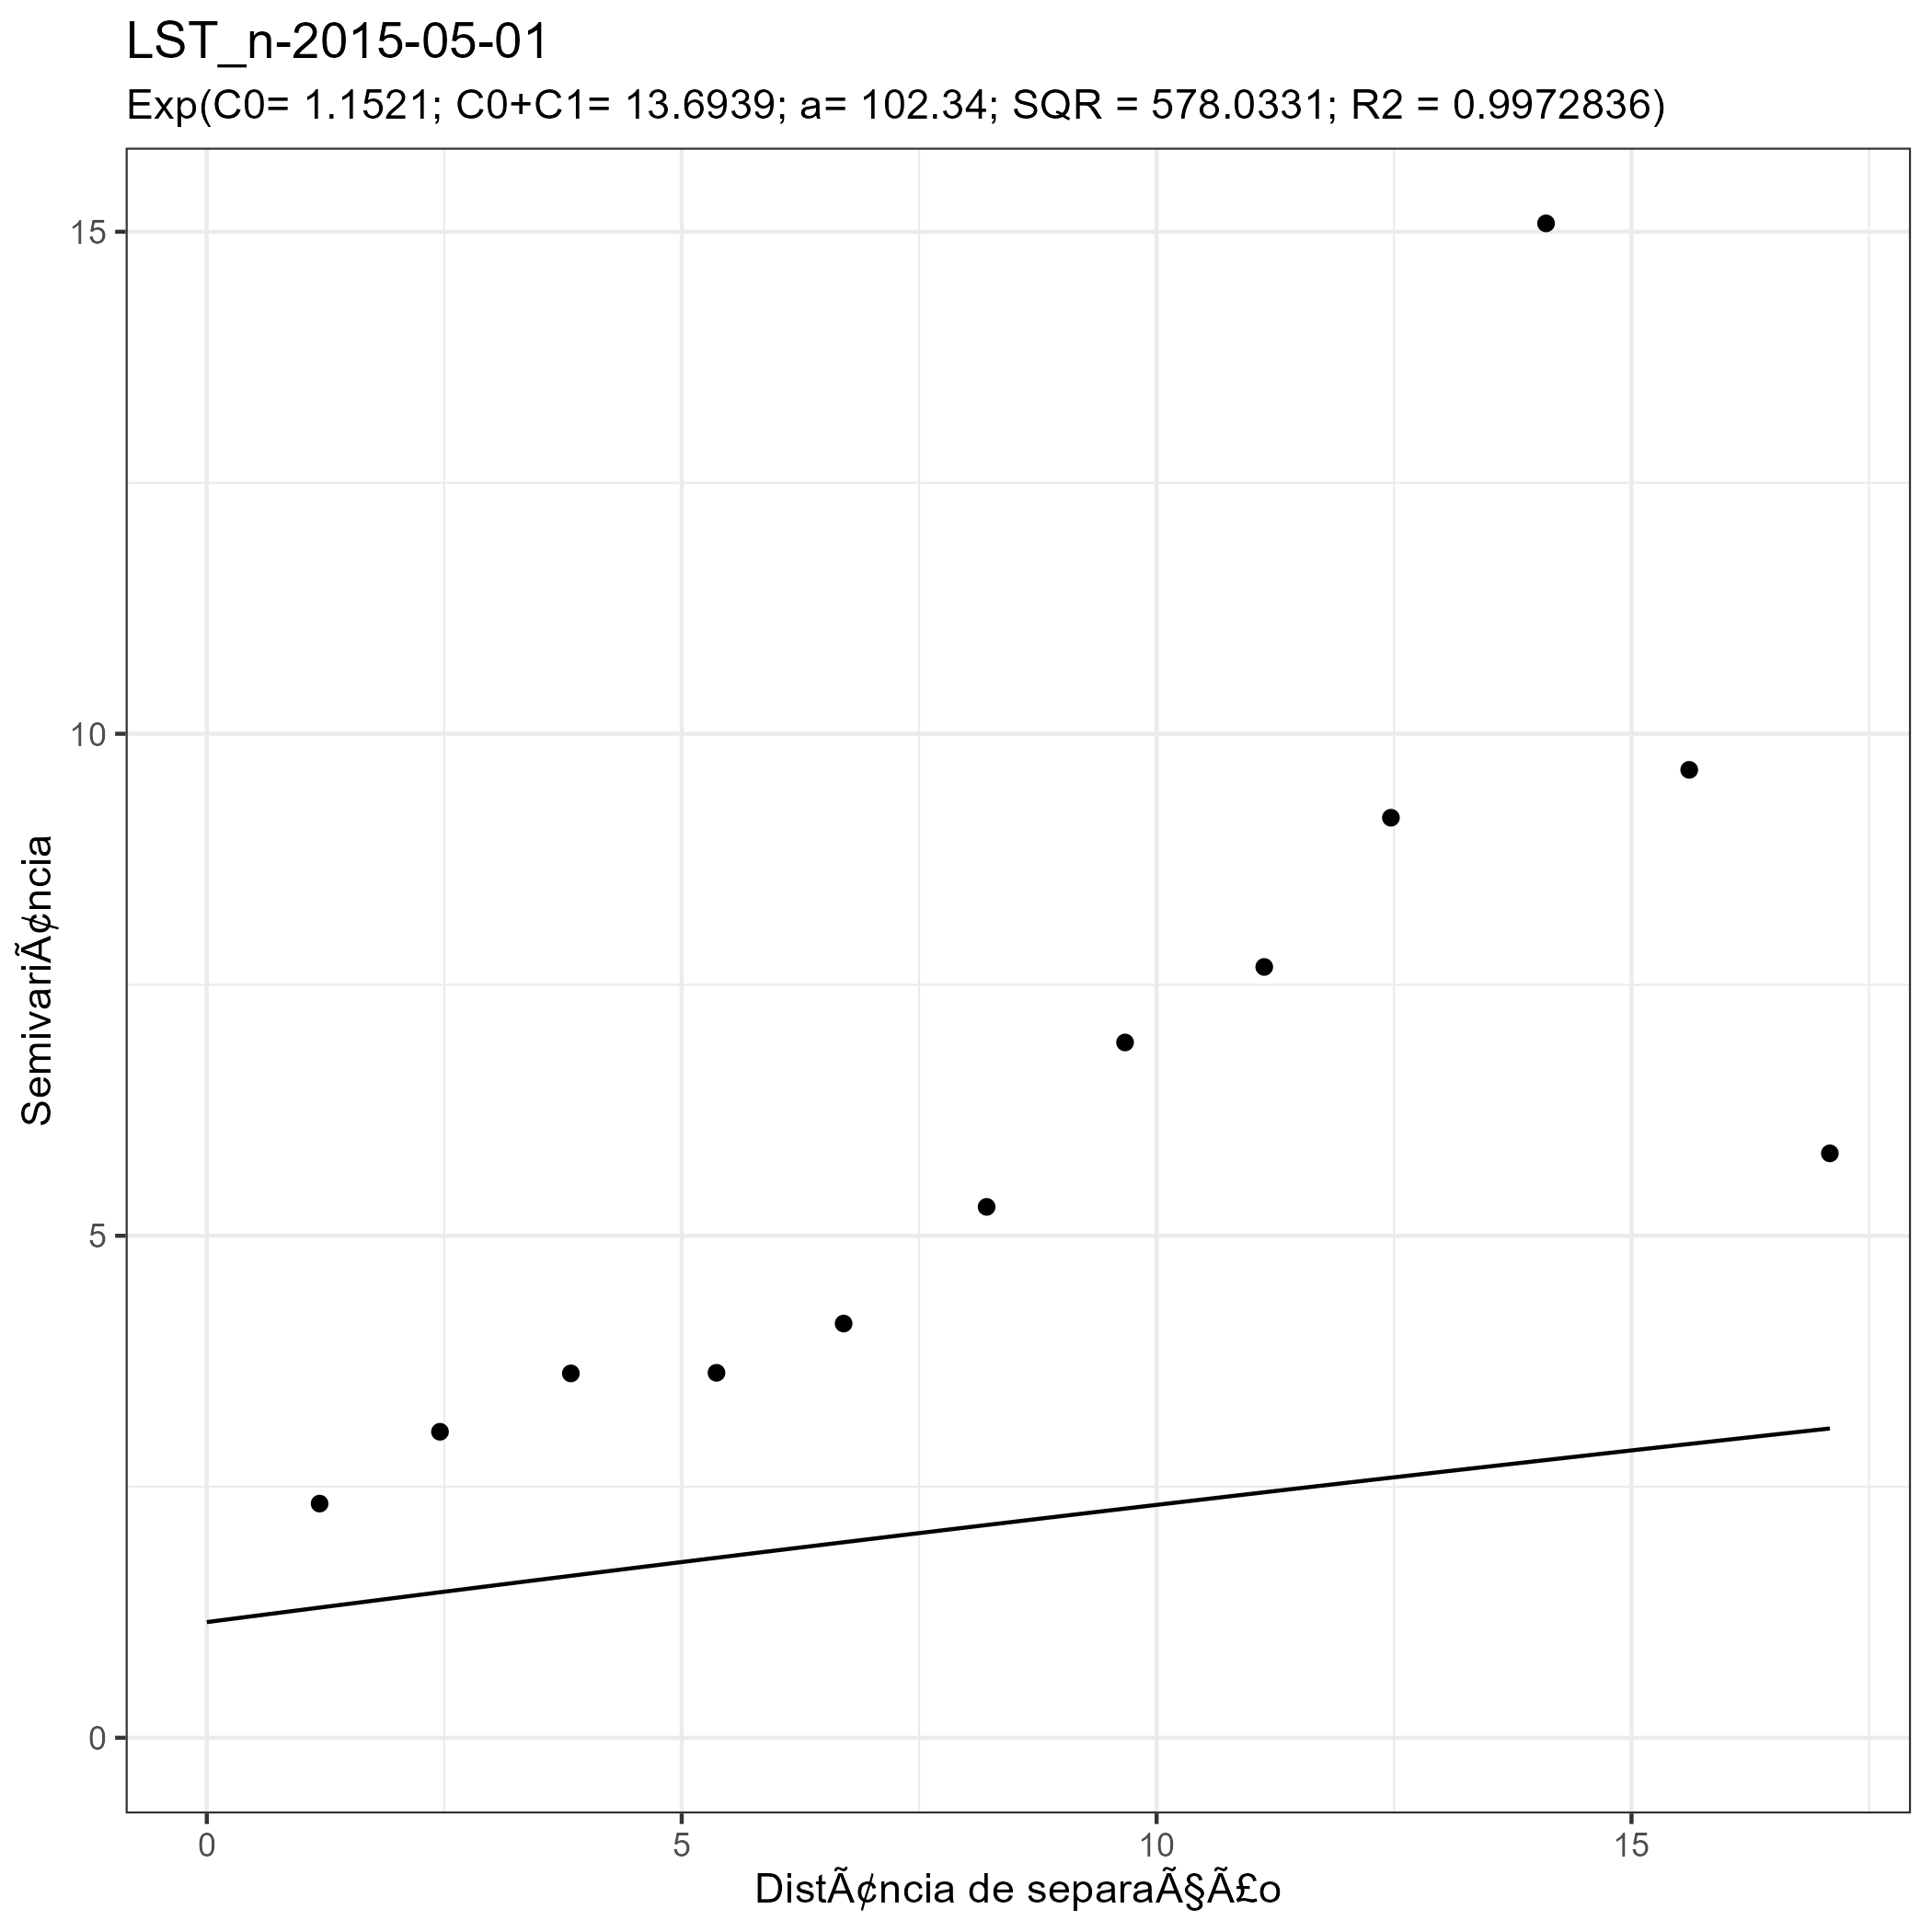 LST_n-2015-05-01
Exp(C0= 1.1521; C0+C1= 13.6939; a= 102.34; SQR = 578.0331; R2 = 0.9972836)
15
10
5
0
SemivariÃ¢ncia
0 5 10 15
DistÃ¢ncia de separaÃ§Ã£o